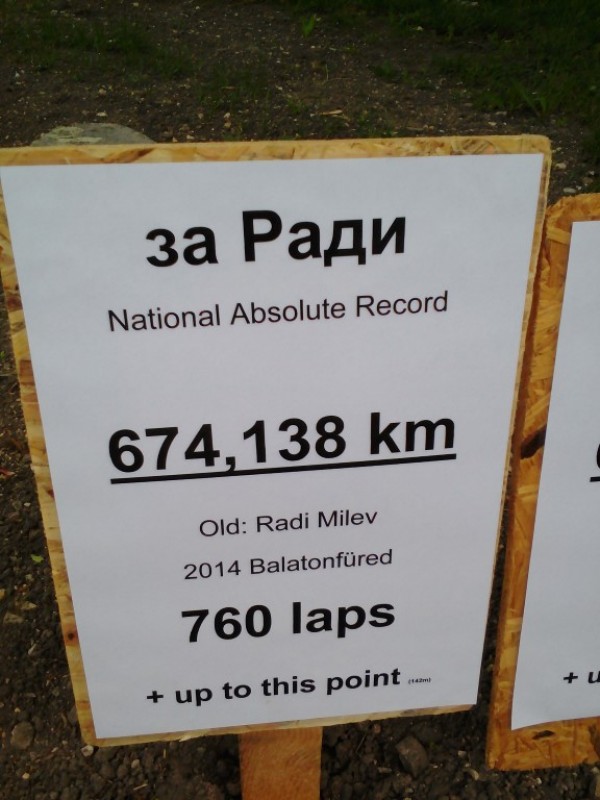 за Ради
National Absolute Record
674,138 km
Old: Radi Milev
2014 Balatonfüred
760 laps
+ up to this point (142m)
+ u